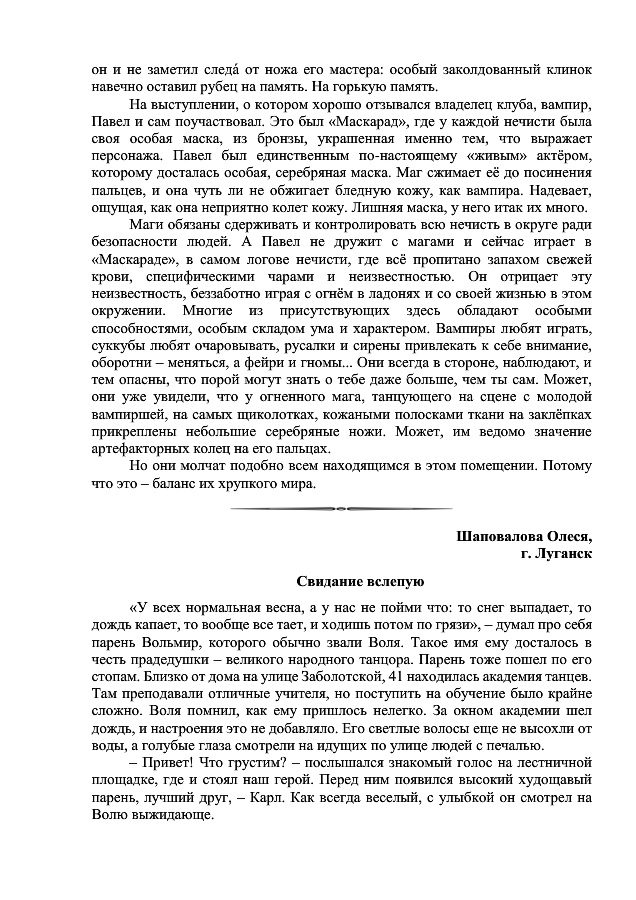 он и не заметил следá от ножа его мастера: особый заколдованный клинок
навечно оставил рубец на память. На горькую память.
На выступлении, о котором хорошо отзывался владелец клуба, вампир,
Павел и сам поучаствовал. Это был «Маскарад», где у каждой нечисти была
своя особая маска, из бронзы, украшенная именно тем, что выражает
персонажа. Павел был единственным по-настоящему «живым» актёром,
которому досталась особая, серебряная маска. Маг сжимает её до посинения
пальцев, и она чуть ли не обжигает бледную кожу, как вампира. Надевает,
ощущая, как она неприятно колет кожу. Лишняя маска, у него итак их много.
Маги обязаны сдерживать и контролировать всю нечисть в округе ради
безопасности людей. А Павел не дружит с магами и сейчас играет в
«Маскараде», в самом логове нечисти, где всё пропитано запахом свежей
крови, специфическими чарами и неизвестностью. Он отрицает эту
неизвестность, беззаботно играя с огнём в ладонях и со своей жизнью в этом
окружении. Многие из присутствующих здесь обладают особыми
способностями, особым складом ума и характером. Вампиры любят играть,
суккубы любят очаровывать, русалки и сирены привлекать к себе внимание,
оборотни – меняться, а фейри и гномы... Они всегда в стороне, наблюдают, и
тем опасны, что порой могут знать о тебе даже больше, чем ты сам. Может,
они уже увидели, что у огненного мага, танцующего на сцене с молодой
вампиршей, на самых щиколотках, кожаными полосками ткани на заклёпках
прикреплены небольшие серебряные ножи. Может, им ведомо значение
артефакторных колец на его пальцах.
Но они молчат подобно всем находящимся в этом помещении. Потому
что это – баланс их хрупкого мира.
Шаповалова Олеся,
г. Луганск
Свидание вслепую
«У всех нормальная весна, а у нас не пойми что: то снег выпадает, то
дождь капает, то вообще все тает, и ходишь потом по грязи», – думал про себя
парень Вольмир, которого обычно звали Воля. Такое имя ему досталось в
честь прадедушки – великого народного танцора. Парень тоже пошел по его
стопам. Близко от дома на улице Заболотской, 41 находилась академия танцев.
Там преподавали отличные учителя, но поступить на обучение было крайне
сложно. Воля помнил, как ему пришлось нелегко. За окном академии шел
дождь, и настроения это не добавляло. Его светлые волосы еще не высохли от
воды, а голубые глаза смотрели на идущих по улице людей с печалью.
– Привет! Что грустим? – послышался знакомый голос на лестничной
площадке, где и стоял наш герой. Перед ним появился высокий худощавый
парень, лучший друг, – Карл. Как всегда веселый, с улыбкой он смотрел на
Волю выжидающе.